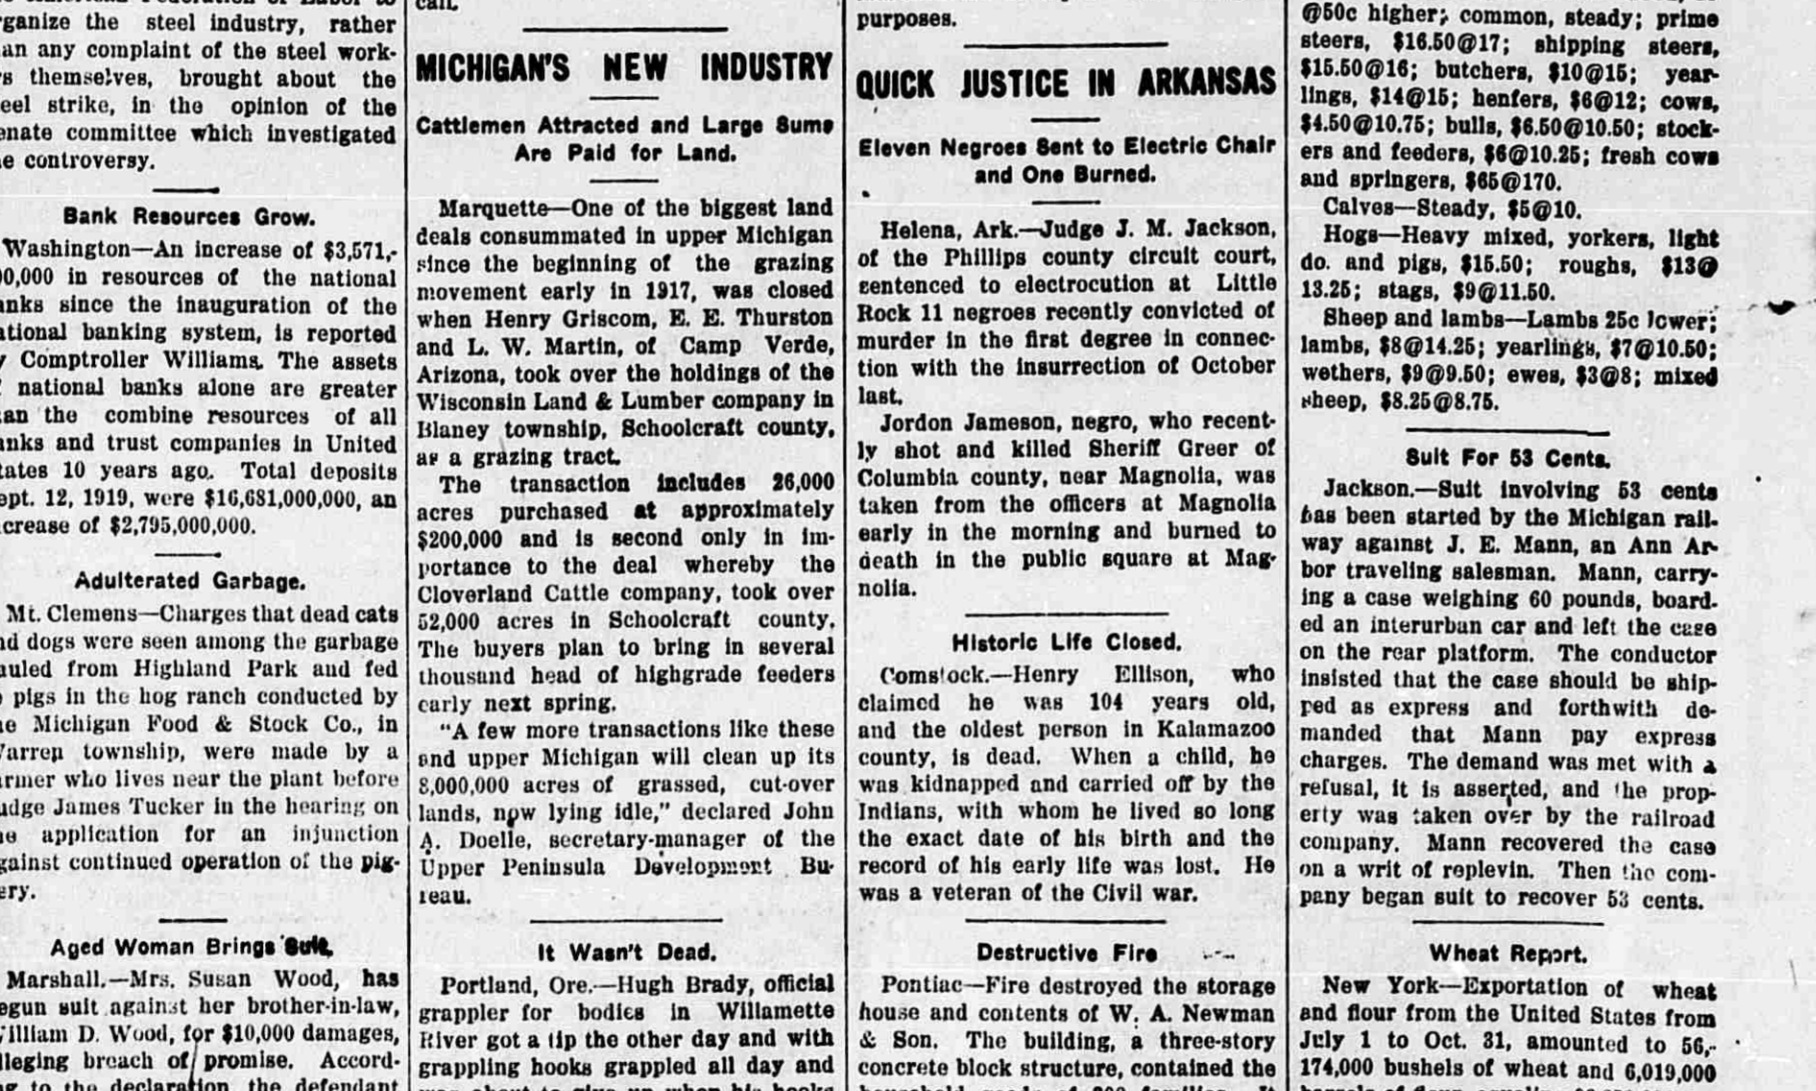 ganize the steel industry, rather
an any complaint of the steel work-
s themselves, brought about the
eel strike, in the opinion of the
enate committee which investigated
e controversy.
Bank Resources Grow.
Washington—An increase of $3,571,-
00,000 in resources of the national
anks since the inauguration of the
ational banking system, is reported
y Comptroller Williams. The assets
national banks alone are greater
an the combine resources of all
anks and trust companies in United
tates 10 years ago. Total deposits
ept. 12, 1919, were $16,681,000,000, an
crease of $2,795,000,000.
Adulterated Garbage.
Mt. Clemens—Charges that dead cats
nd dogs were seen among the garbage
auled from Highland Park and fed
pigs in the hog ranch conducted by
e Michigan Food & Stock Co., in
Warren township, were made by a
armer who lives near the plant before
udge James Tucker in the hearing on
he application for an injunction
gainst continued operation of the pig-
ery.
Aged Woman Brings Suit.
Marshall.—Mrs. Susan Wood, has
egun suit against her brother-in-law,
William D. Wood, for $10,000 damages,
lleging breach of promise. Accord-
g to the declaration the defendant
call.
MICHIGAN'S NEW INDUSTRY
Cattlemen Attracted and Large Sums
Are Paid for Land.
Marquette—One of the biggest land
deals consummated in upper Michigan
since the beginning of the grazing
movement early in 1917, was closed
when Henry Griscom, E. E. Thurston
and L. W. Martin, of Camp Verde,
Arizona, took over the holdings of the
Wisconsin Land & Lumber company in
Blaney township, Schoolcraft county,
as a grazing tract.
The transaction includes 26,000
acres purchased at approximately
$200,000 and is second only in im-
portance to the deal whereby the
Cloverland Cattle company, took over
52,000 acres in Schoolcraft county.
The buyers plan to bring in several
thousand head of highgrade feeders
early next spring.
"A few more transactions like these
and upper Michigan will clean up its
8,000,000 acres of grassed, cut-over
lands, now lying idle," declared John
A. Doelle, secretary-manager of the
Upper Peninsula Development Bu-
reau.
It Wasn't Dead.
Portland, Ore.—Hugh Brady, official
grappler for bodies in Willamette
River got a tip the other day and with
grappling hooks grappled all day and
was about to give up when his hooks
purposes.
QUICK JUSTICE IN ARKANSAS
Eleven Negroes Sent to Electric Chair
and One Burned.
Helena, Ark.—Judge J. M. Jackson,
of the Phillips county circuit court,
sentenced to electrocution at Little
Rock 11 negroes recently convicted of
murder in the first degree in connec-
tion with the insurrection of October
last.
Jordon Jameson, negro, who recent-
ly shot and killed Sheriff Greer of
Columbia county, near Magnolia, was
taken from the officers at Magnolia
early in the morning and burned to
death in the public square at Mag-
nolia.
Historic Life Closed.
Comstock.—Henry Ellison, who
claimed he was 104 years old,
and the oldest person in Kalamazoo
county, is dead. When a child, he
was kidnapped and carried off by the
Indians, with whom he lived so long
the exact date of his birth and the
record of his early life was lost. He
was a veteran of the Civil war.
Destructive Fire
Pontiac—Fire destroyed the storage
house and contents of W. A. Newman
& Son. The building, a three-story
concrete block structure, contained the
@50c higher; common, steady; prime
steers, $16.50@17; shipping steers,
$15.50@16; butchers, $10@15; year-
lings, $14@15; henfers, $6@12; cows,
$4.50@10.75; bulls, $6.50@10.50; stock-
ers and feeders, $6@10.25; fresh cows
and springers, $65@170.
Calves—Steady, $5@10.
Hogs—Heavy mixed, yorkers, light
do. and pigs, $15.50; roughs, $13@
13.25; stags, $9@11.50.
Sheep and lambs—Lambs 25c lower;
lambs, $8@14.25; yearlings, $7@10.50;
wethers, $9@9.50; ewes, $3@8; mixed
sheep, $8.25@8.75.
Suit For 53 Cents.
Jackson.—Suit involving 53 cents
has been started by the Michigan rail-
way against J. E. Mann, an Ann Ar-
bor traveling salesman. Mann, carry-
ing a case weighing 60 pounds, board-
ed an interurban car and left the case
on the rear platform. The conductor
insisted that the case should be ship-
ped as express and forthwith de-
manded that Mann pay express
charges. The demand was met with a
refusal, it is asserted, and the prop-
erty was taken over by the railroad
company. Mann recovered the case
on a writ of replevin. Then the com-
pany began suit to recover 53 cents.
Wheat Report.
New York—Exportation of wheat
and flour from the United States from
July 1 to Oct. 31, amounted to 56,-
174,000 bushels of wheat and 6,019,000